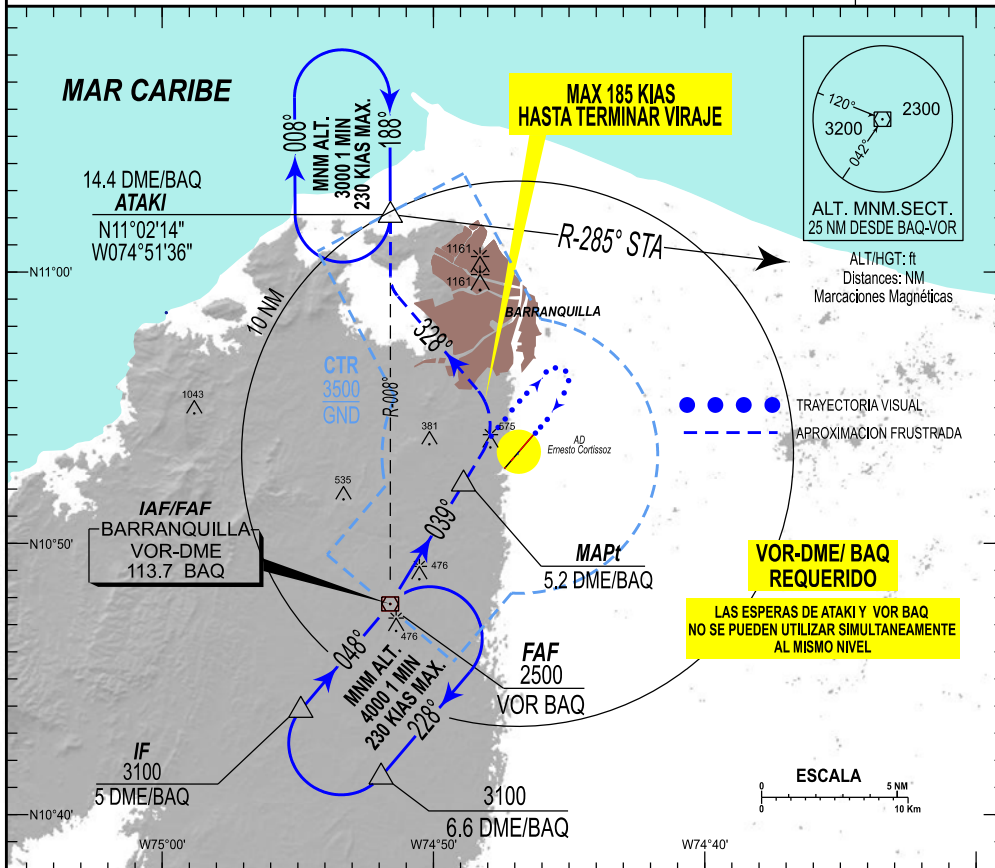 MAR CARIBE
008°
MNM ALT.
3000 1 MIN
230 KIAS MAX.
188°
MAX 185 KIAS
HASTA TERMINAR VIRAJE
120°
2300
3200
042°
ALT. MNM.SECT.
25 NM DESDE BAQ-VOR
ALT/HGT: ft
Distances: NM
Marcaciones Magnéticas
14.4 DME/BAQ
ATAKI
N11°02'14"
W074°51'36"
R-285° STA
N11°00'
1161
1161
BARRANQUILLA
10 NM
328°
CTR
3500
GND
R-008°
1043
381
575
AD
Ernesto Cortissoz
TRAYECTORIA VISUAL
APROXIMACION FRUSTRADA
535
IAF/FAF
BARRANQUILLA
VOR-DME
113.7 BAQ
039°
N10°50'
MAPt
5.2 DME/BAQ
476
VOR-DME/ BAQ
REQUERIDO
LAS ESPERAS DE ATAKI Y VOR BAQ
NO SE PUEDEN UTILIZAR SIMULTANEAMENTE
AL MISMO NIVEL
476
048°
MNM ALT.
4000 1 MIN
230 KIAS MAX.
228°
FAF
2500
VOR BAQ
IF
3100
5 DME/BAQ
3100
6.6 DME/BAQ
ESCALA
0 5 NM
0 10 Km
N10°40'
W75°00'
W74°50'
W74°40'